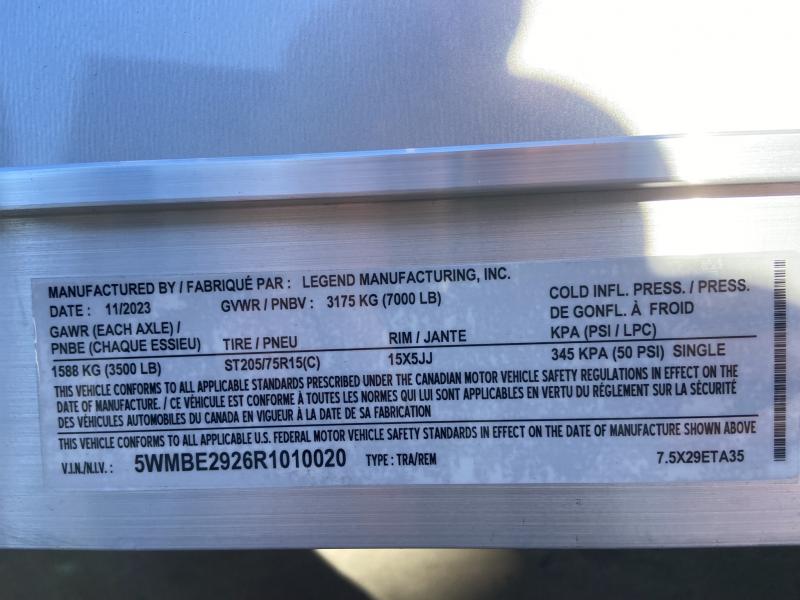 MANUFACTURED BY / FABRIQUÉ PAR : LEGEND MANUFACTURING, INC.
DATE : 11/2023 GVWR / PNBV : 3175 KG (7000 LB)
COLD INFL. PRESS. / PRESS.
DE GONFL. À FROID
GAWR (EACH AXLE) /
PNBE (CHAQUE ESSIEU) TIRE / PNEU RIM / JANTE KPA (PSI / LPC)
1588 KG (3500 LB) ST205/75R15(C) 15X5JJ 345 KPA (50 PSI) SINGLE
THIS VEHICLE CONFORMS TO ALL APPLICABLE STANDARDS PRESCRIBED UNDER THE CANADIAN MOTOR VEHICLE SAFETY REGULATIONS IN EFFECT ON THE
DATE OF MANUFACTURE. / CE VÉHICULE EST CONFORME À TOUTES LES NORMES QUI LUI SONT APPLICABLES EN VERTU DU RÉGLEMENT SUR LA SÉCURITÉ
DES VÉHICULES AUTOMOBILES DU CANADA EN VIGUEUR À LA DATE DE SA FABRICATION
THIS VEHICLE CONFORMS TO ALL APPLICABLE U.S. FEDERAL MOTOR VEHICLE SAFETY STANDARDS IN EFFECT ON THE DATE OF MANUFACTURE SHOWN ABOVE
V.I.N./N.I.V. : 5WMBE2926R1010020 TYPE : TRA/REM 7.5X29ETA35